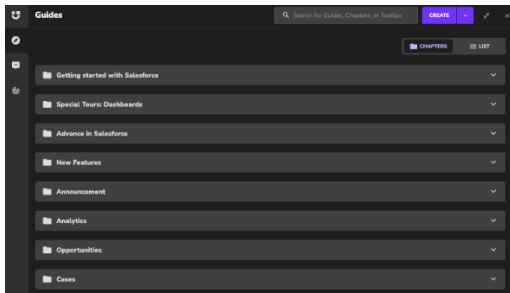 Guides
Search for Guides, Chapters, or Tooltips
CREATE
CHAPTERS
LIST
Getting started with Salesforce
Special Tours: Dashboards
Advance in Salesforce
New Features
Announcement
Analytics
Opportunities
Cases